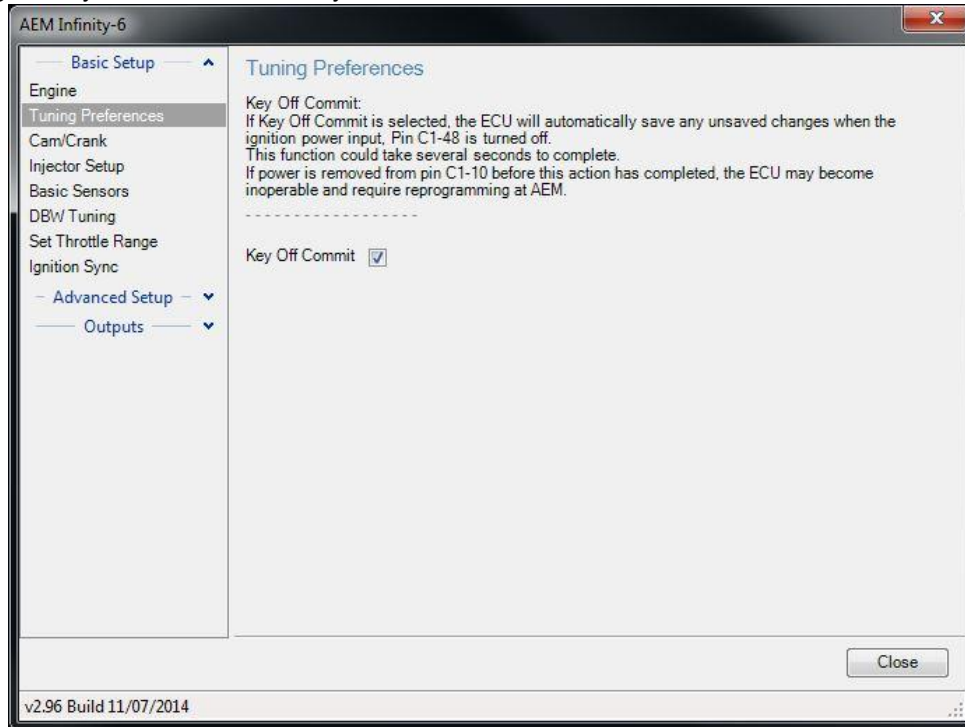 AEM Infinity-6
Basic Setup
Engine
Tuning Preferences
Cam/Crank
Injector Setup
Basic Sensors
DBW Tuning
Set Throttle Range
Ignition Sync
Advanced Setup
Outputs
Tuning Preferences
Key Off Commit:
If Key Off Commit is selected, the ECU will automatically save any unsaved changes when the
ignition power input, Pin C1-48 is turned off.
This function could take several seconds to complete.
If power is removed from pin C1-10 before this action has completed, the ECU may become
inoperable and require reprogramming at AEM.
- - - - - - - - - - - - - - - - - -
Key Off Commit
Close
v2.96 Build 11/07/2014